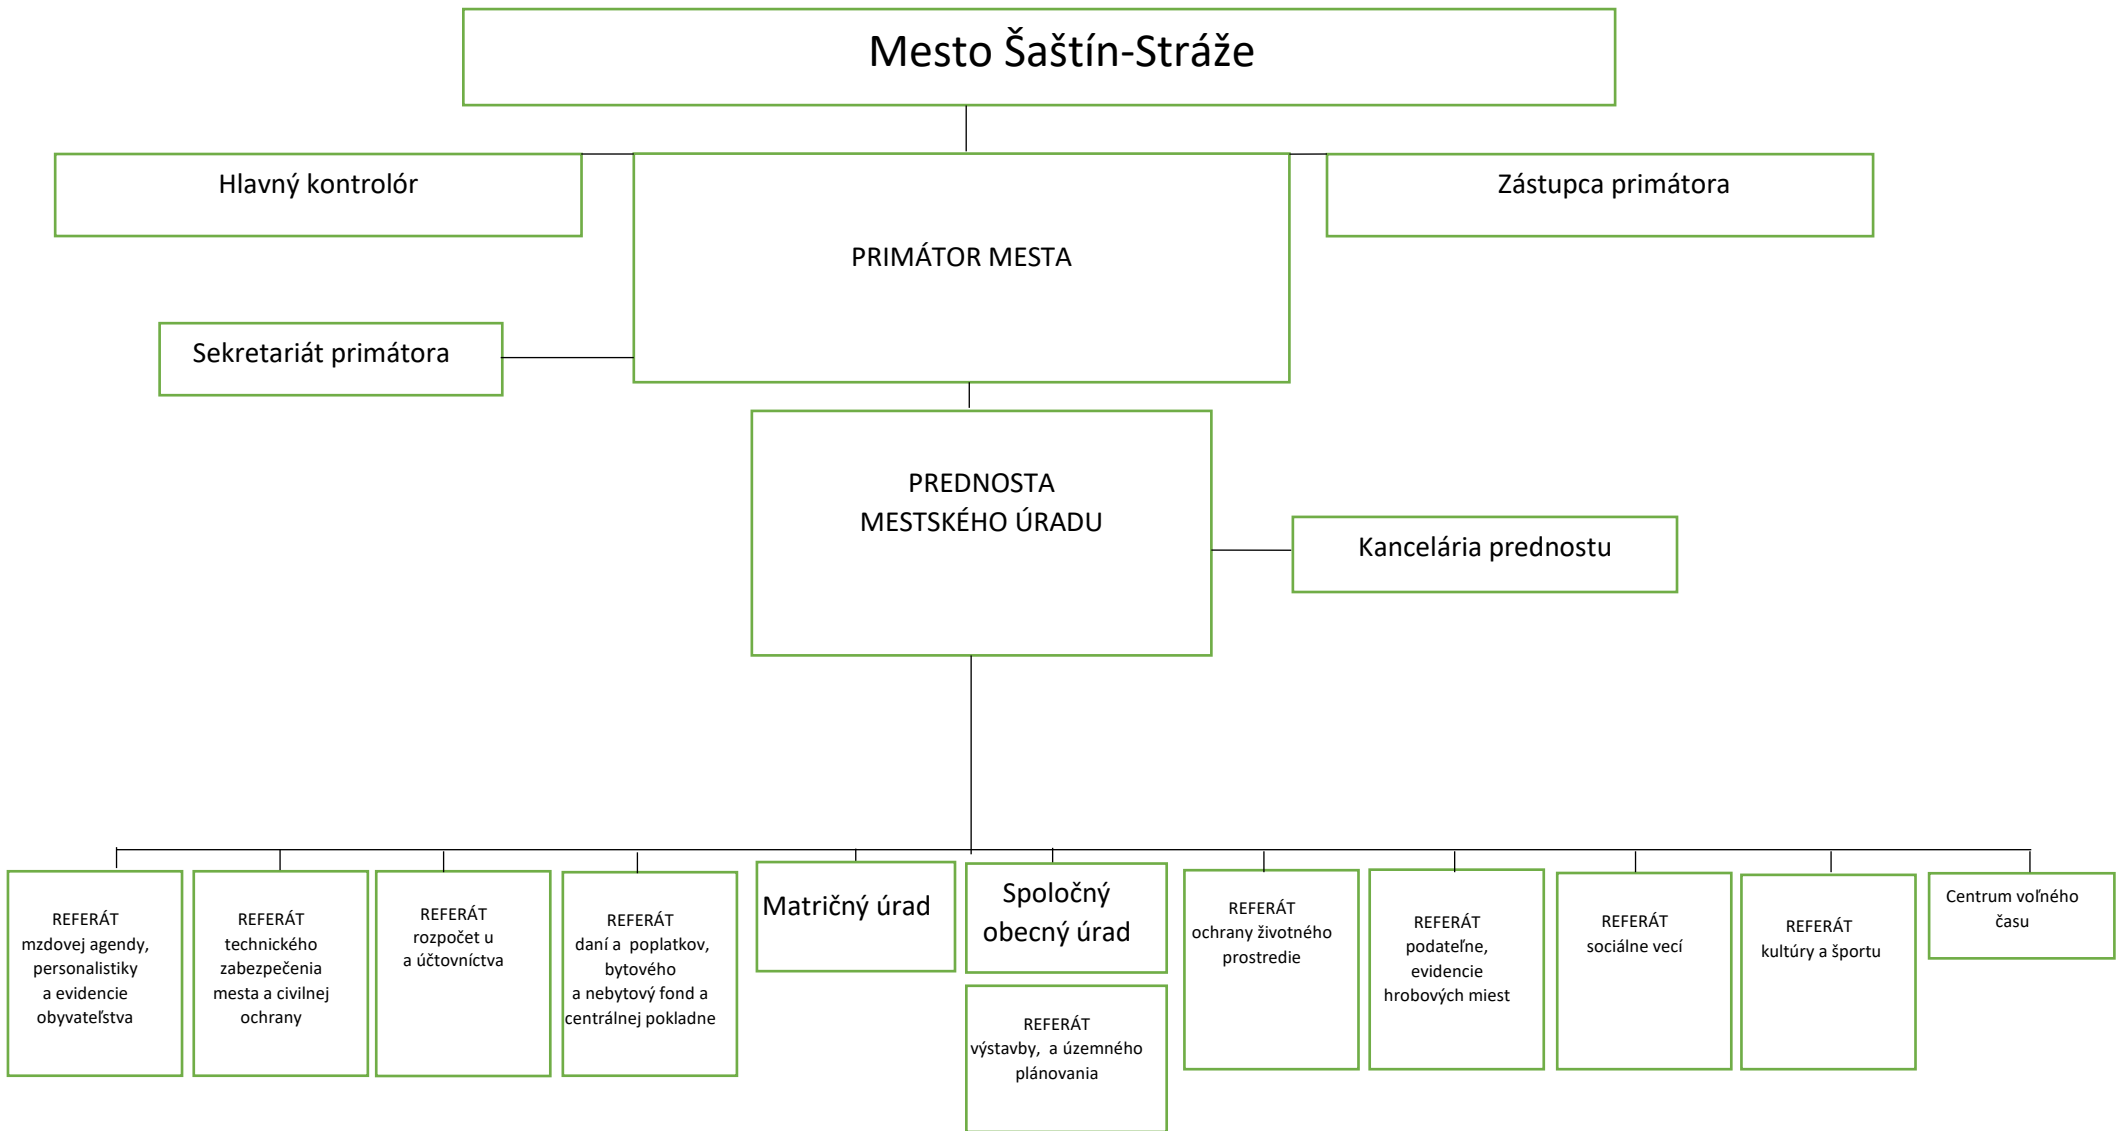 Mesto Šaštín-Stráže
Hlavný kontrolór
Zástupca primátora
PRIMÁTOR MESTA
Sekretariát primátora
PREDNOSTA
MESTSKÉHO ÚRADU
Kancelária prednostu
REFERÁT
mzdovej agendy,
personalistiky
a evidencie
obyvateľstva
REFERÁT
technického
zabezpečenia
mesta a civilnej
ochrany
REFERÁT
rozpočet u
a účtovníctva
REFERÁT
daní a poplatkov,
bytového
a nebytový fond a
centrálnej pokladne
Matričný úrad
Spoločný
obecný úrad
REFERÁT
výstavby, a územného
plánovania
REFERÁT
ochrany životného
prostredie
REFERÁT
podateľne,
evidencie
hrobových miest
REFERÁT
sociálne vecí
REFERÁT
kultúry a športu
Centrum voľného
času